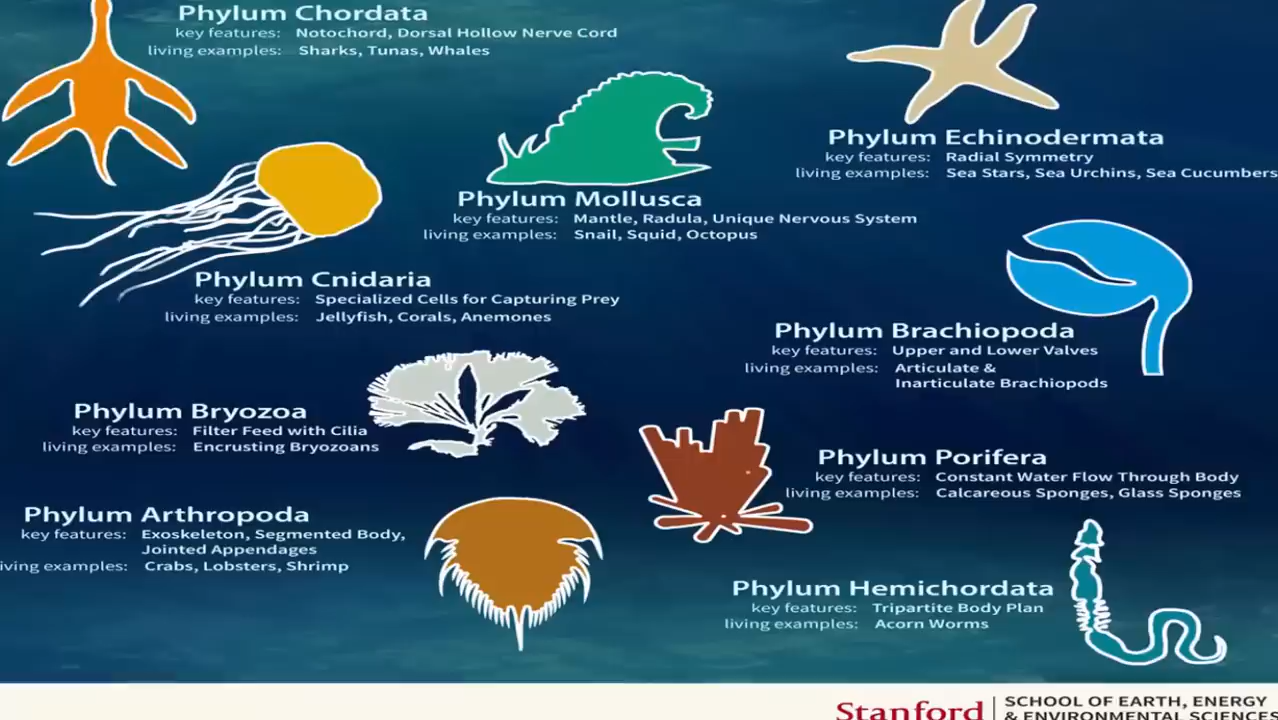 Phylum Chordata
key features: Notochord, Dorsal Hollow Nerve Cord
living examples: Sharks, Tunas, Whales
Phylum Echinodermata
key features: Radial Symmetry
living examples: Sea Stars, Sea Urchins, Sea Cucumbers
Phylum Mollusca
key features: Mantle, Radula, Unique Nervous System
living examples: Snail, Squid, Octopus
Phylum Cnidaria
key features: Specialized Cells for Capturing Prey
living examples: Jellyfish, Corals, Anemones
Phylum Brachiopoda
key features: Upper and Lower Valves
living examples: Articulate &
Inarticulate Brachiopods
Phylum Bryozoa
key features: Filter Feed with Cilia
living examples: Encrusting Bryozoans
Phylum Porifera
key features: Constant Water Flow Through Body
living examples: Calcareous Sponges, Glass Sponges
Phylum Arthropoda
key features: Exoskeleton, Segmented Body,
Jointed Appendages
iving examples: Crabs, Lobsters, Shrimp
Phylum Hemichordata
key features: Tripartite Body Plan
living examples: Acorn Worms
Stanford
SCHOOL OF EARTH, ENERGY
& ENVIRONMENTAL SCIENCES